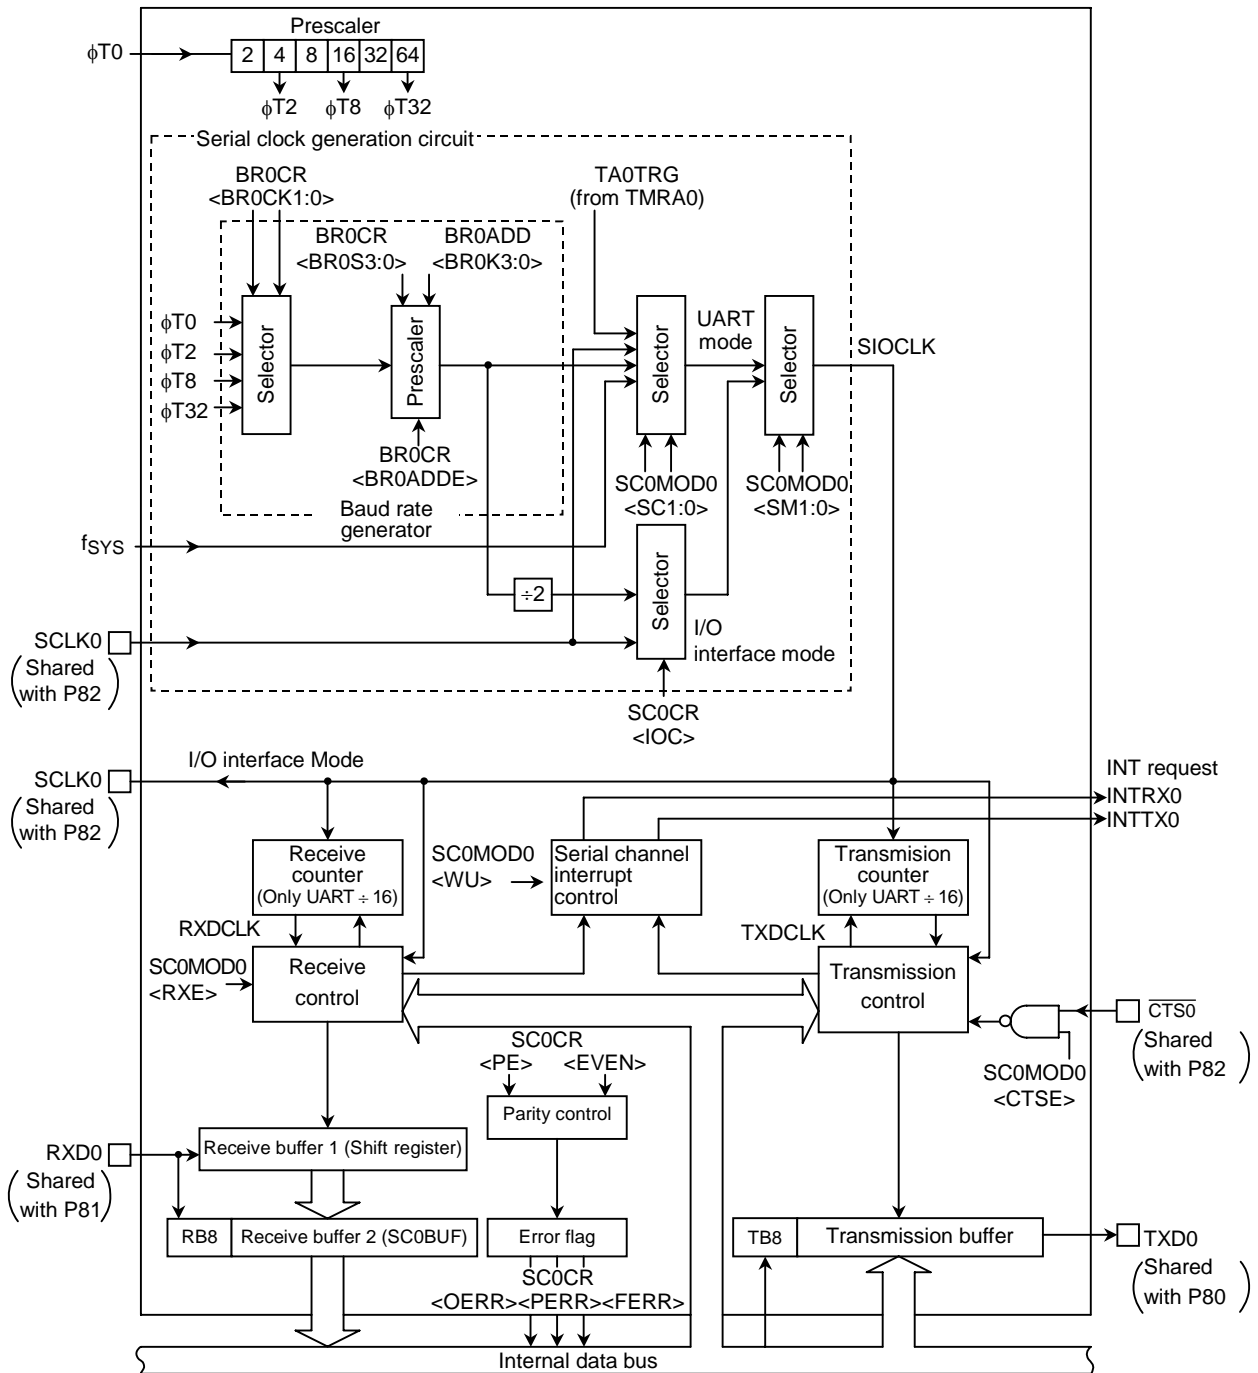 Prescaler
φT0
2 4 8 16 32 64
φT2 φT8 φT32
Serial clock generation circuit
BR0CR
<BR0CK1:0>
TA0TRG
(from TMRA0)
BR0CR
<BR0S3:0>
BR0ADD
<BR0K3:0>
φT0
φT2
φT8
φT32
Selector
Prescaler
Selector
UART
mode
Selector
SIOCLK
BR0CR
<BR0ADDE>
SC0MOD0
<SC1:0>
SC0MOD0
<SM1:0>
Baud rate
generator
fSYS
÷2
Selector
I/O
interface mode
SCLK0
(Shared
with P82)
SC0CR
<IOC>
I/O interface Mode
SCLK0
(Shared
with P82)
INT request
INTRX0
INTTX0
Receive
counter
(Only UART ÷ 16)
SC0MOD0
<WU>
Serial channel
interrupt
control
Transmision
counter
(Only UART ÷ 16)
RXDCLK
TXDCLK
SC0MOD0
<RXE>
Receive
control
Transmission
control
CTS0
(Shared
with P82)
SC0MOD0
<CTSE>
SC0CR
<PE> <EVEN>
Parity control
RXD0
(Shared
with P81)
Receive buffer 1 (Shift register)
RB8
Receive buffer 2 (SC0BUF)
Error flag
TB8
Transmission buffer
TXD0
(Shared
with P80)
SC0CR
<OERR><PERR><FERR>
Internal data bus